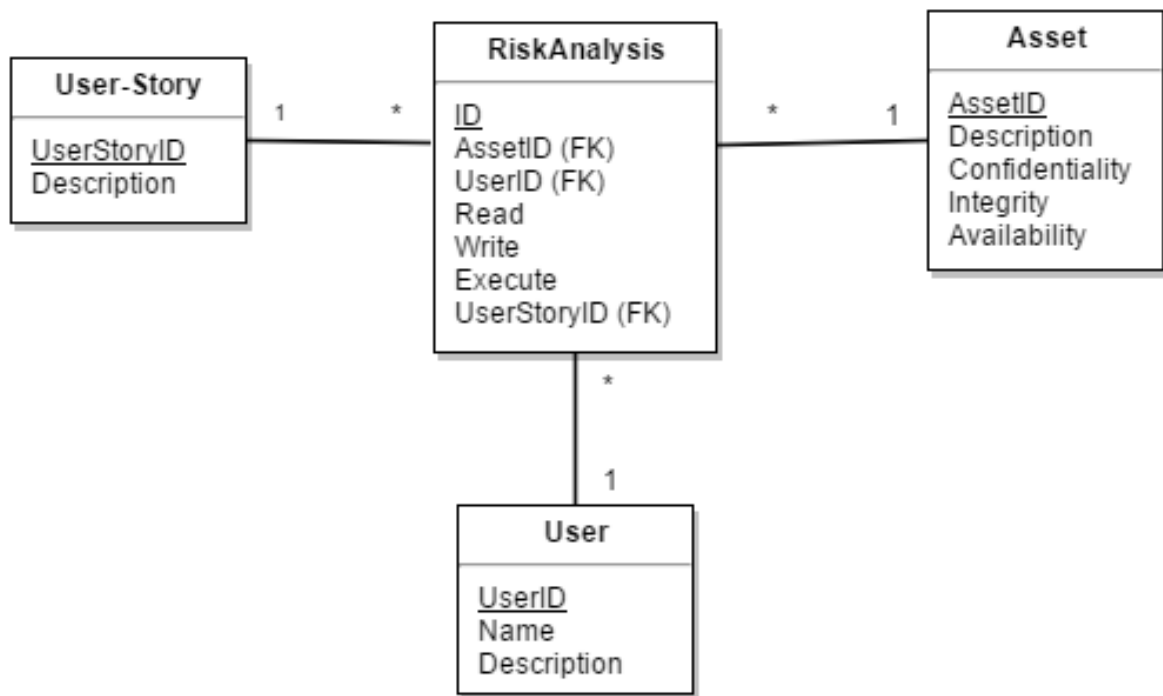 User-Story
UserStoryID
Description
1
*
RiskAnalysis
ID
AssetID (FK)
UserID (FK)
Read
Write
Execute
UserStoryID (FK)
*
1
Asset
AssetID
Description
Confidentiality
Integrity
Availability
*
1
User
UserID
Name
Description